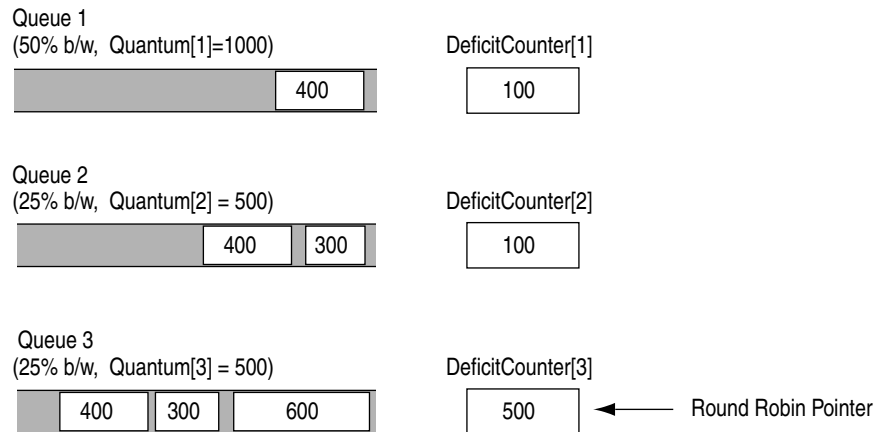 Queue 1
(50% b/w, Quantum[1]=1000)
DeficitCounter[1]
400
100
Queue 2
(25% b/w, Quantum[2] = 500)
DeficitCounter[2]
400 300
100
Queue 3
(25% b/w, Quantum[3] = 500)
DeficitCounter[3]
400 300 600
500
Round Robin Pointer